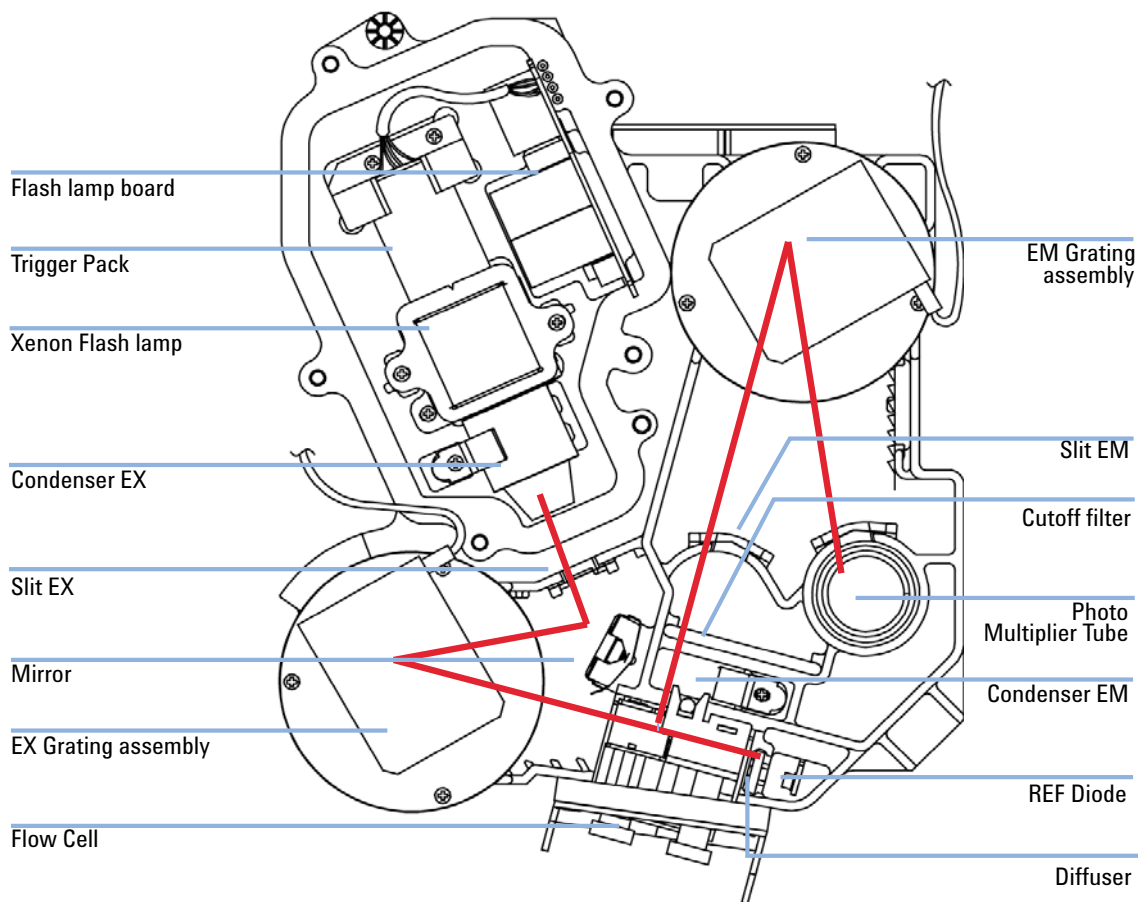 Flash lamp board
Trigger Pack
Xenon Flash lamp
Condenser EX
Slit EX
Mirror
EX Grating assembly
Flow Cell
EM Grating
assembly
Slit EM
Cutoff filter
Photo
Multiplier Tube
Condenser EM
REF Diode
Diffuser